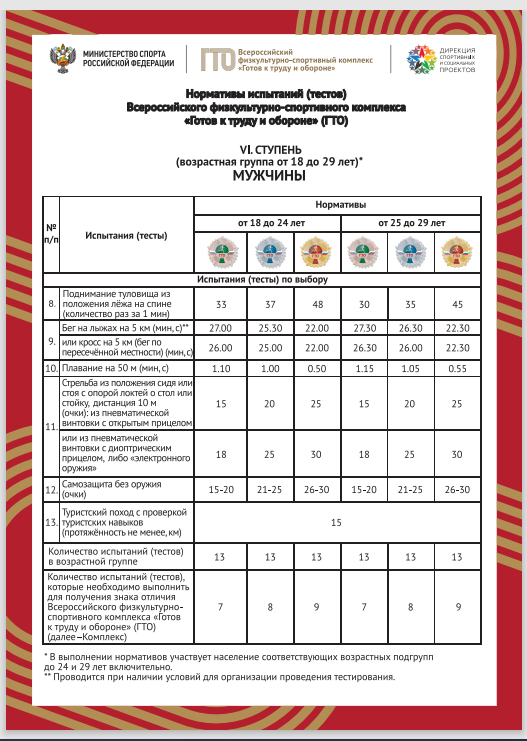 МИНИСТЕРСТВО СПОРТА
РОССИЙСКОЙ ФЕДЕРАЦИИ
ГТО
Всероссийский
физкультурно-спортивный комплекс
«Готов к труду и обороне»
ДИРЕКЦИЯ
СПОРТИВНЫХ
И СОЦИАЛЬНЫХ
ПРОЕКТОВ
Нормативы испытаний (тестов)
Всероссийского физкультурно-спортивного комплекса
«Готов к труду и обороне» (ГТО)
VI. СТУПЕНЬ
(возрастная группа от 18 до 29 лет)*
МУЖЧИНЫ
№ п/п Испытания (тесты) Нормативы
от 18 до 24 лет от 25 до 29 лет
Испытания (тесты) по выбору
8. Поднимание туловища из
положения лёжа на спине
(количество раз за 1 мин) 33 37 48 30 35 45
9. Бег на лыжах на 5 км (мин, с)** 27.00 25.30 22.00 27.30 26.30 22.30
или кросс на 5 км (бег по
пересечённой местности) (мин, с) 26.00 25.00 22.00 26.30 26.00 22.30
10. Плавание на 50 м (мин, с) 1.10 1.00 0.50 1.15 1.05 0.55
11. Стрельба из положения сидя или
стоя с опорой локтей о стол или
стойку, дистанция 10 м
(очки): из пневматической
винтовки с открытым прицелом 15 20 25 15 20 25
или из пневматической
винтовки с диоптрическим
прицелом, либо «электронного
оружия» 18 25 30 18 25 30
12. Самозащита без оружия
(очки) 15-20 21-25 26-30 15-20 21-25 26-30
13. Туристский поход с проверкой
туристских навыков
(протяжённость не менее, км) 15
Количество испытаний (тестов)
в возрастной группе 13 13 13 13 13 13
Количество испытаний (тестов),
которые необходимо выполнить
для получения знака отличия
Всероссийского физкультурно-
спортивного комплекса «Готов
к труду и обороне» (ГТО)
(далее–Комплекс) 7 8 9 7 8 9
* В выполнении нормативов участвует население соответствующих возрастных подгрупп
до 24 и 29 лет включительно.
** Проводится при наличии условий для организации проведения тестирования.